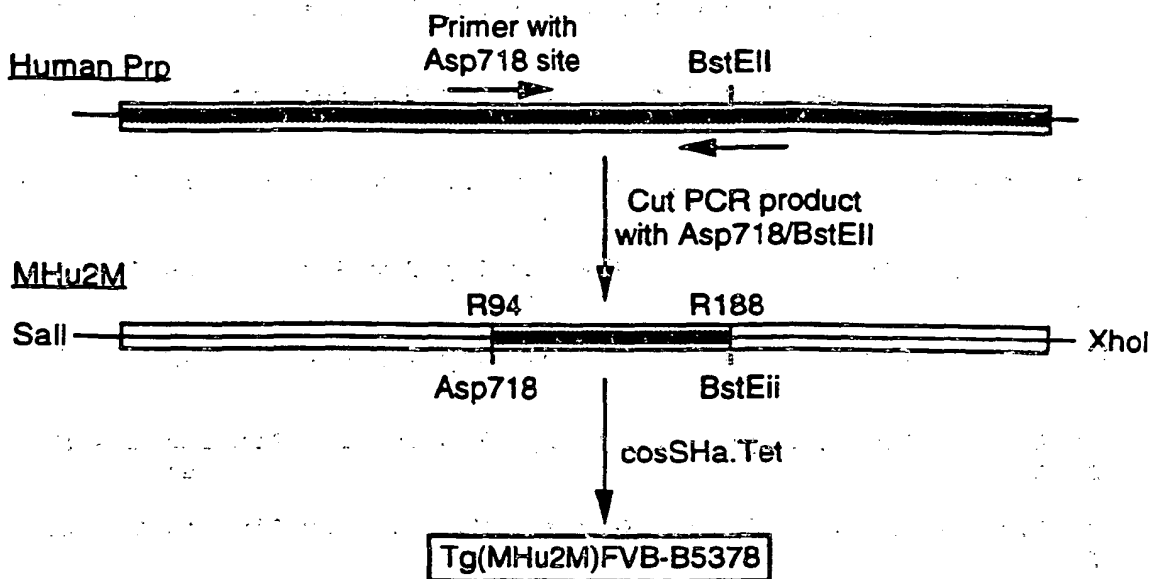 Primer with
Asp718 site
BstEII
Human Prp
Cut PCR product
with Asp718/BstEII
MHu2M
R94
R188
SalI
XhoI
Asp718
BstEii
cosSHa.Tet
Tg(MHu2M)FVB-B5378